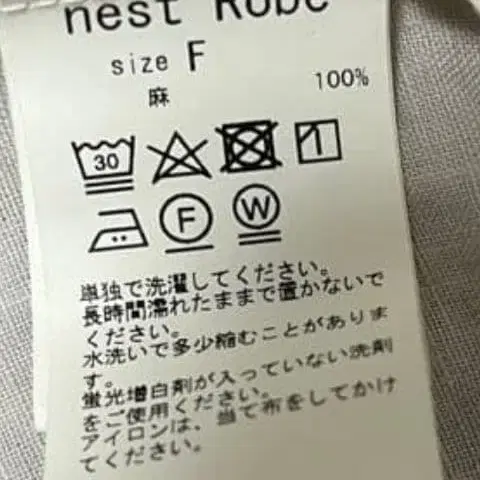 nest Robe
size F
麻 100%
30
F W
単独で洗濯してください。
長時間濡れたままで置かないで
ください。
水洗いで多少縮むことがありま
す。
蛍光増白剤が入っていない洗剤
をご使用ください。
アイロンは、当て布をしてかけ
てください。